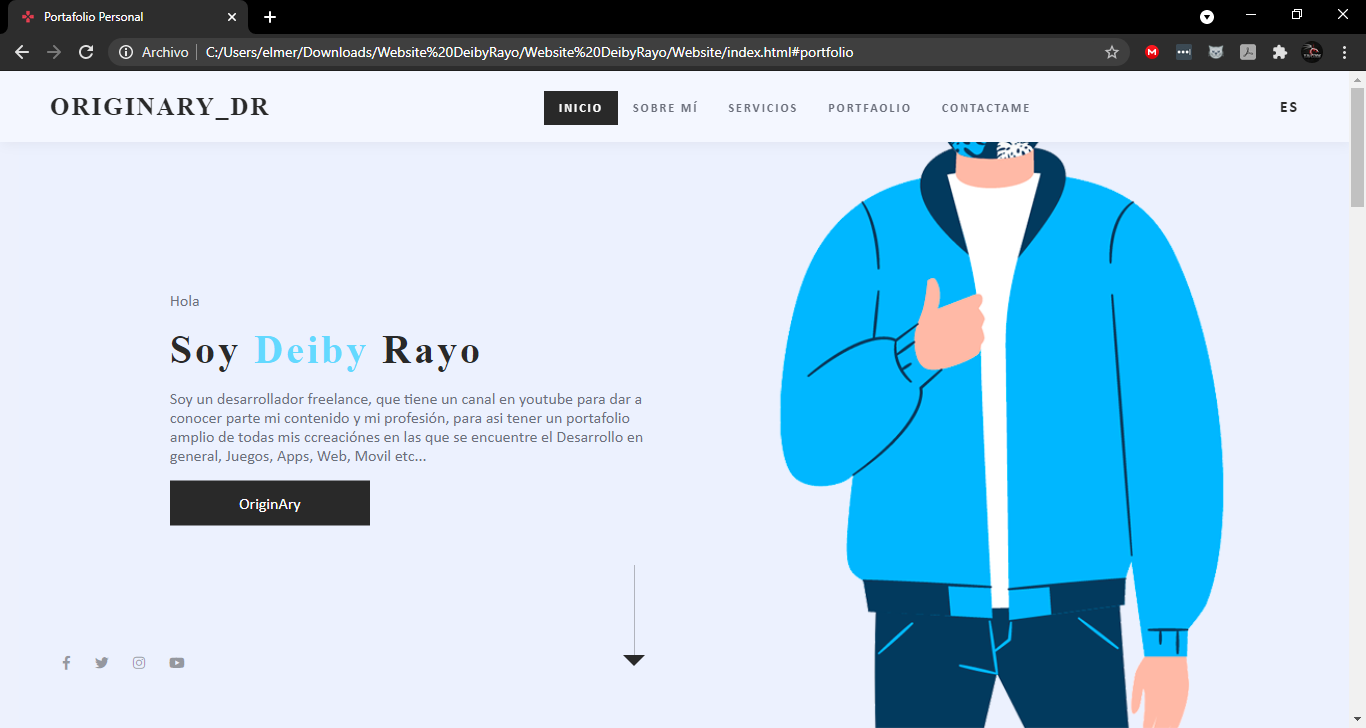 Portafolio Personal
Archivo C:/Users/elmer/Downloads/Website%20DeibyRayo/Website%20DeibyRayo/Website/index.html#portfolio
ORIGINARY_DR
INICIO SOBRE MÍ SERVICIOS PORTFAOLIO CONTACTAME
ES
Hola
Soy Deiby Rayo
Soy un desarrollador freelance, que tiene un canal en youtube para dar a
conocer parte mi contenido y mi profesión, para asi tener un portafolio
amplio de todas mis ccreaciónes en las que se encuentre el Desarrollo en
general, Juegos, Apps, Web, Movil etc...
OriginAry